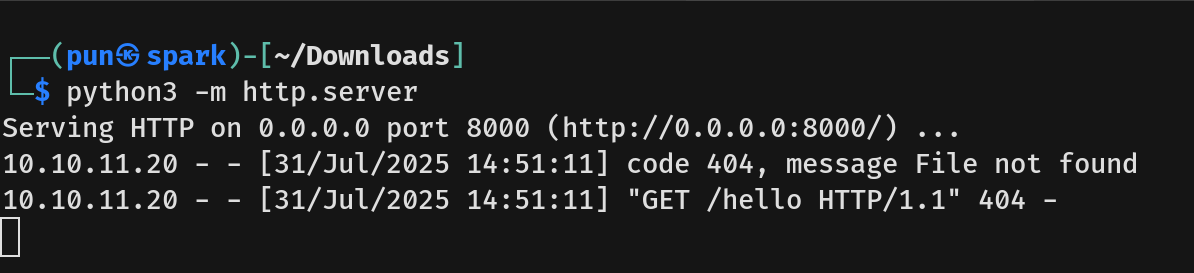 ┌──(pun㉿spark)-[~/Downloads]
└─$ python3 -m http.server
Serving HTTP on 0.0.0.0 port 8000 (http://0.0.0.0:8000/) ...
10.10.11.20 - - [31/Jul/2025 14:51:11] code 404, message File not found
10.10.11.20 - - [31/Jul/2025 14:51:11] "GET /hello HTTP/1.1" 404 -